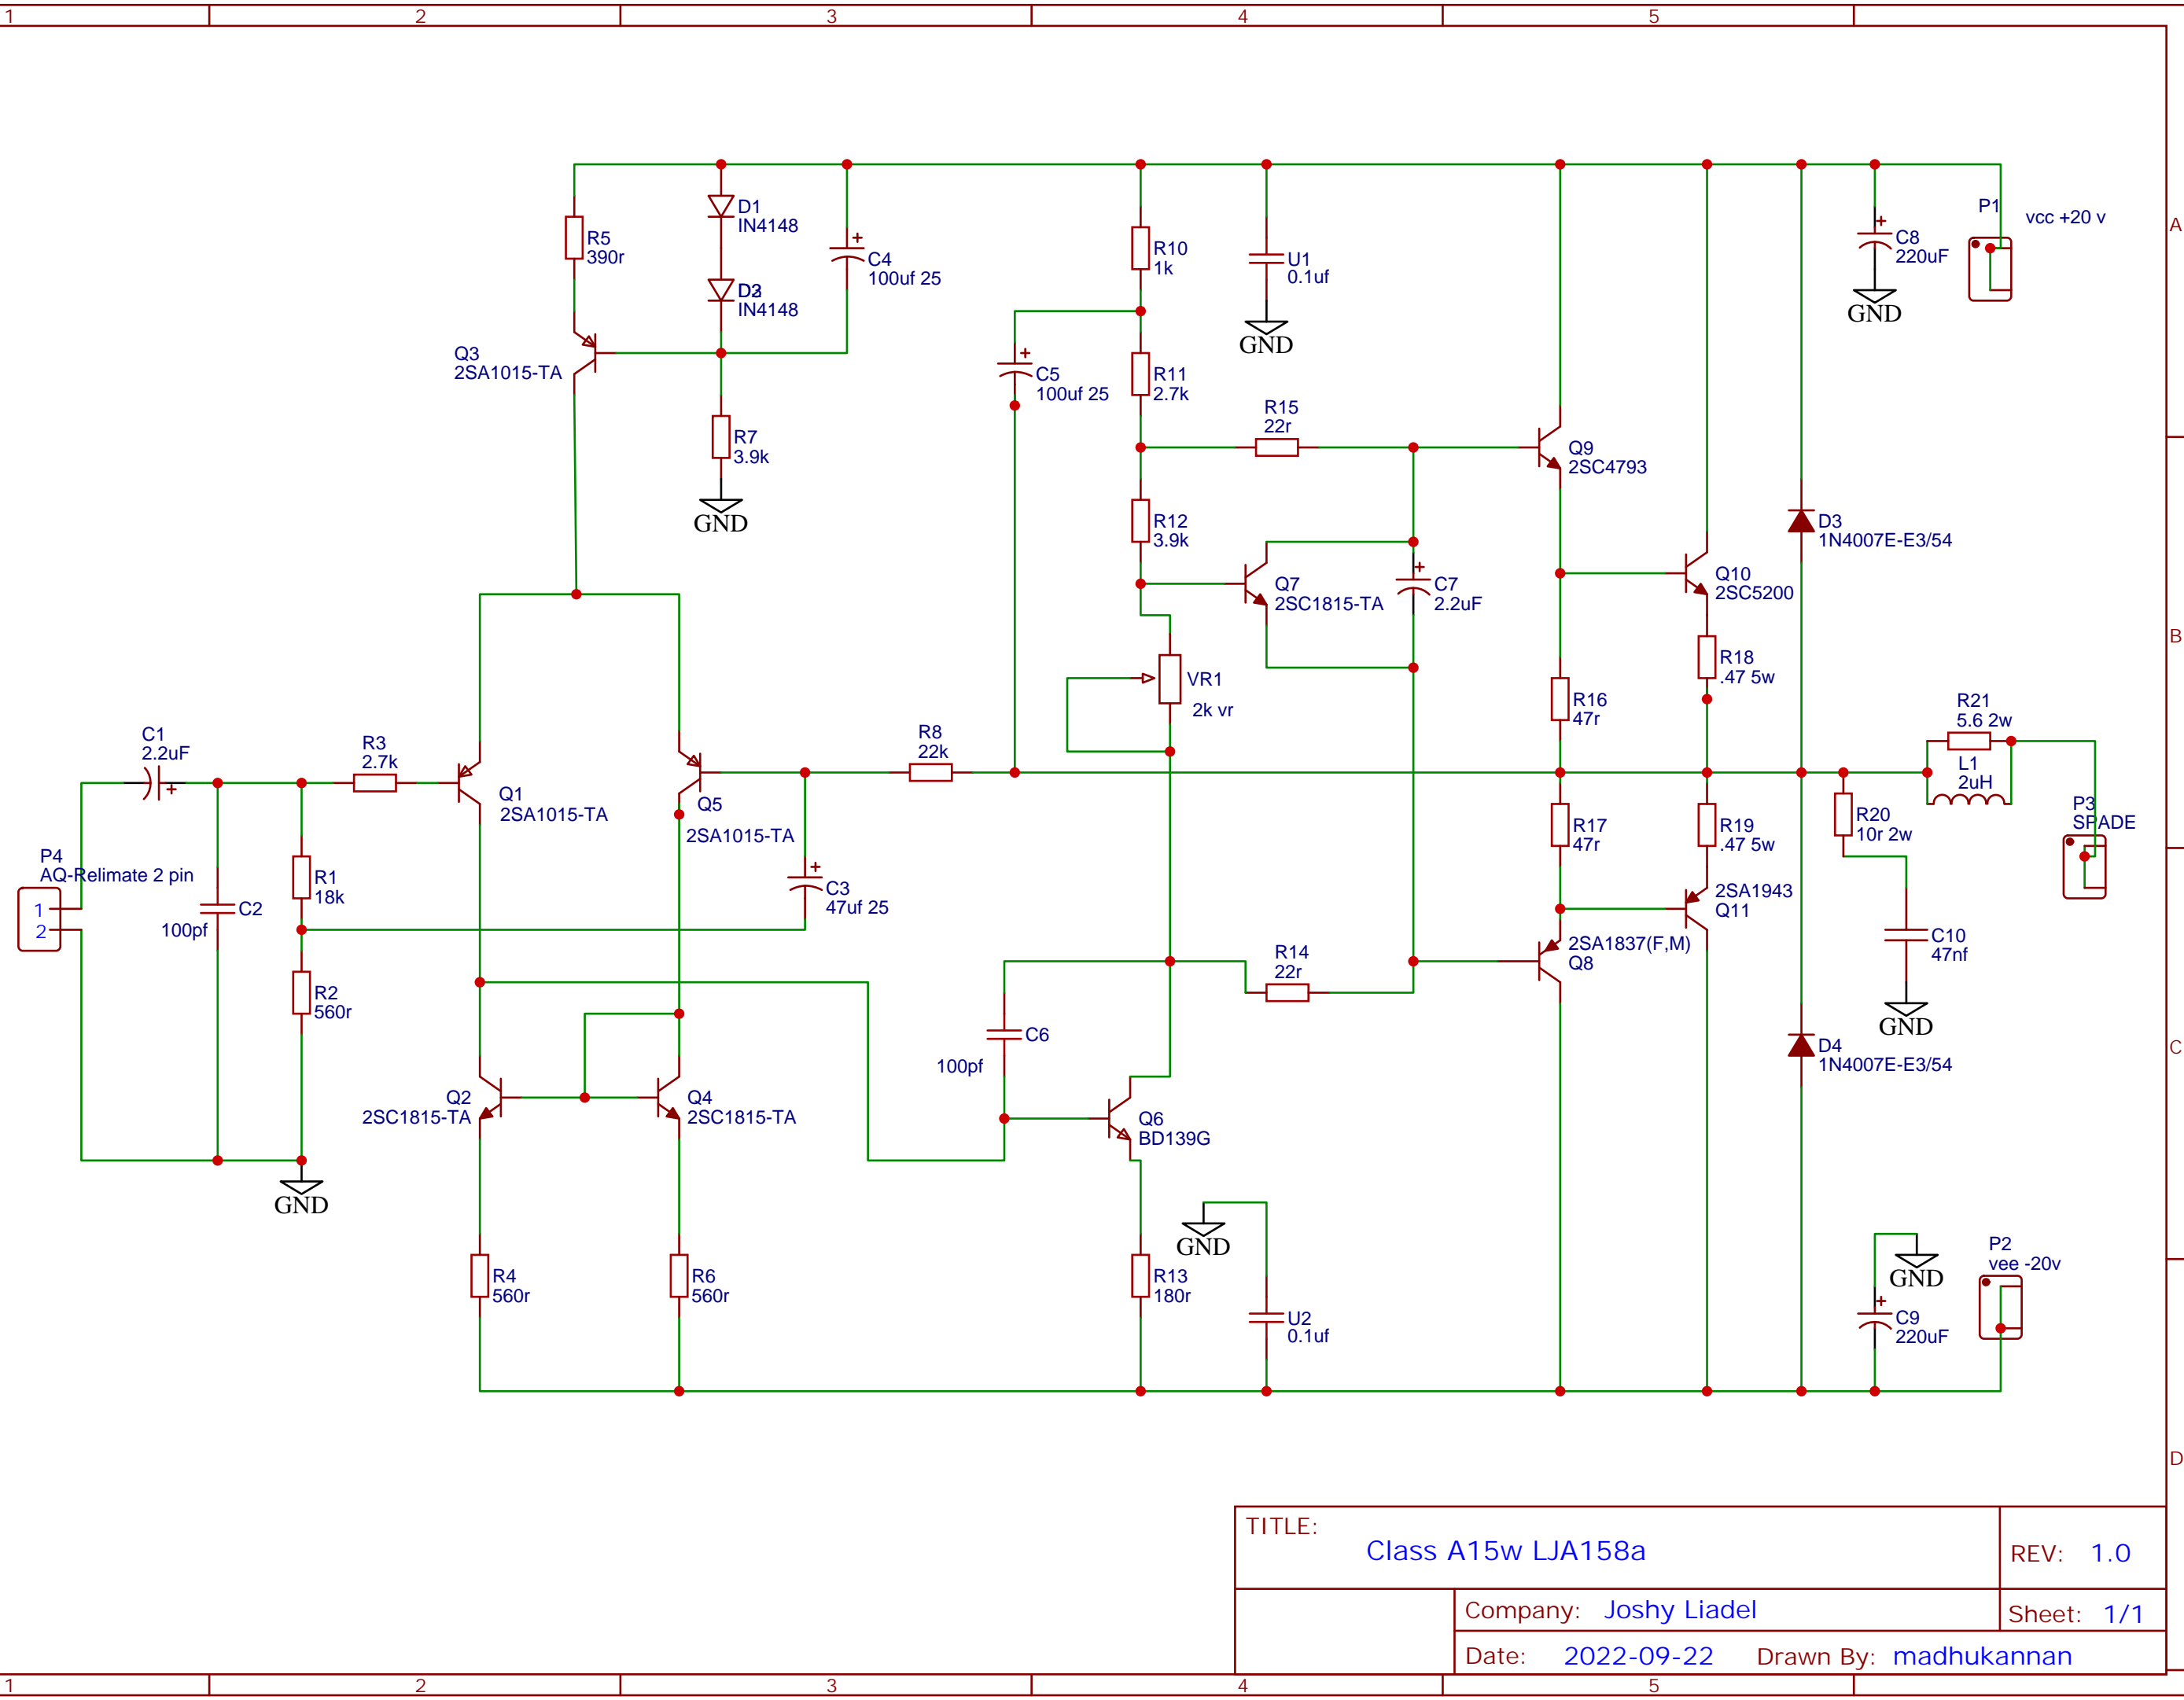 1
2
3
4
5
A
B
C
D
D1
IN4148
D2
IN4148
R5
390r
C4
100uf 25
Q3
2SA1015-TA
R7
3.9k
GND
R10
1k
U1
0.1uf
GND
C5
100uf 25
R11
2.7k
R15
22r
Q9
2SC4793
R12
3.9k
Q7
2SC1815-TA
C7
2.2uF
VR1
2k vr
C8
220uF
GND
P1
vcc +20 v
D3
1N4007E-E3/54
Q10
2SC5200
R18
.47 5w
R16
47r
R21
5.6 2w
L1
2uH
P3
SPADE
C1
2.2uF
R3
2.7k
Q1
2SA1015-TA
Q5
2SA1015-TA
R8
22k
R17
47r
R19
.47 5w
R20
10r 2w
P4
AQ-Relimate 2 pin
1
2
R1
18k
C2
100pf
C3
47uf 25
2SA1943
Q11
2SA1837(F,M)
Q8
C10
47nf
GND
R2
560r
R14
22r
C6
100pf
D4
1N4007E-E3/54
Q2
2SC1815-TA
Q4
2SC1815-TA
Q6
BD139G
GND
GND
R4
560r
R6
560r
R13
180r
U2
0.1uf
GND
C9
220uF
P2
vee -20v
TITLE:
Class A15w LJA158a
REV: 1.0
Company: Joshy Liadel
Sheet: 1/1
Date: 2022-09-22 Drawn By: madhukannan
1
2
3
4
5